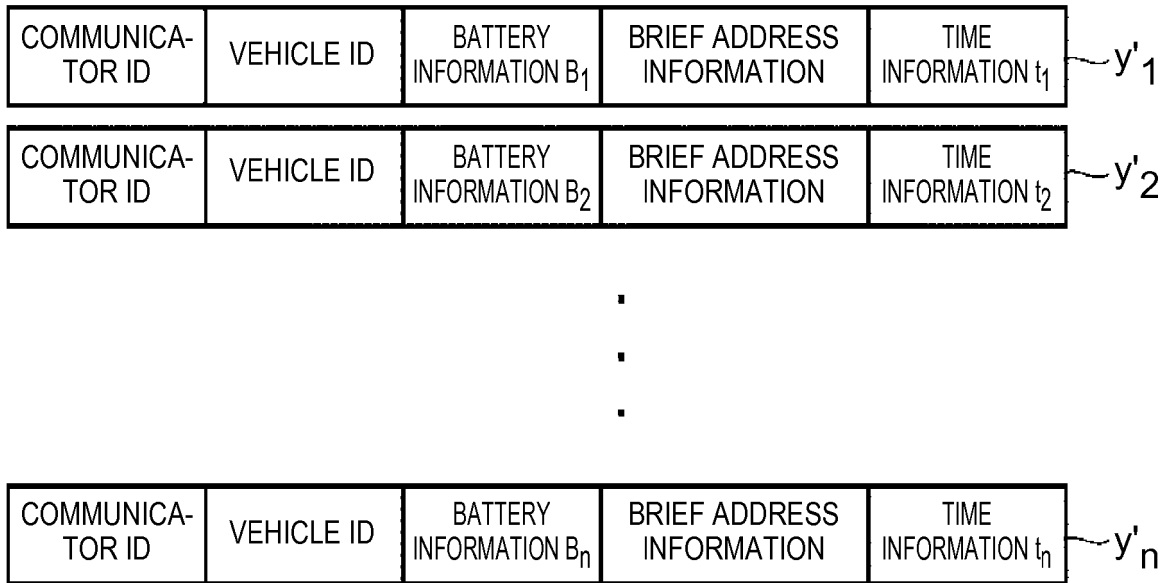 COMMUNICA-
TOR ID
VEHICLE ID
BATTERY
INFORMATION B₁
BRIEF ADDRESS
INFORMATION
TIME
INFORMATION t₁
y'₁
COMMUNICA-
TOR ID
VEHICLE ID
BATTERY
INFORMATION B₂
BRIEF ADDRESS
INFORMATION
TIME
INFORMATION t₂
y'₂
COMMUNICA-
TOR ID
VEHICLE ID
BATTERY
INFORMATION Bₙ
BRIEF ADDRESS
INFORMATION
TIME
INFORMATION tₙ
y'ₙ